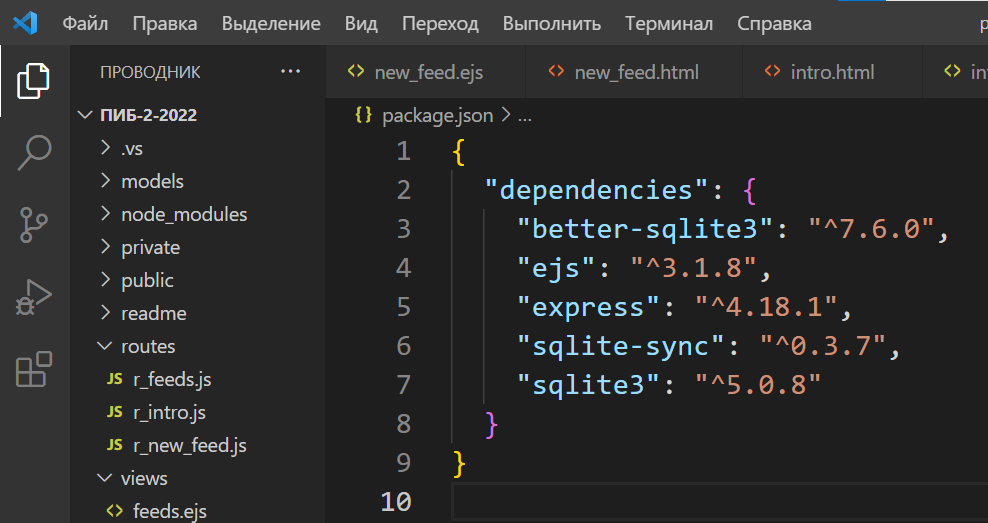 Файл Правка Выделение Вид Переход Выполнить Терминал Справка
ПРОВОДНИК ...
ПИБ-2-2022
.vs
models
node_modules
private
public
readme
routes
JS r_feeds.js
JS r_intro.js
JS r_new_feed.js
views
<> feeds.ejs
<> new_feed.ejs <> new_feed.html <> intro.html <>
{} package.json > ...
1 {
2 "dependencies": {
3 "better-sqlite3": "^7.6.0",
4 "ejs": "^3.1.8",
5 "express": "^4.18.1",
6 "sqlite-sync": "^0.3.7",
7 "sqlite3": "^5.0.8"
8 }
9 }
10